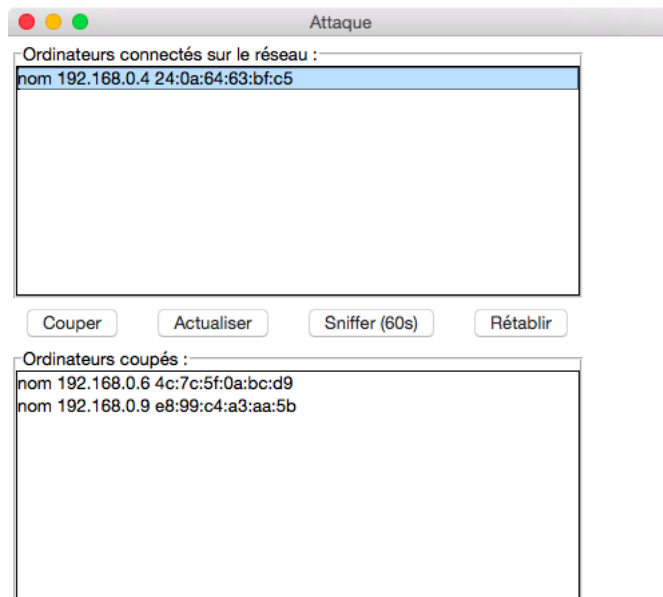 Attaque
Ordinateurs connectés sur le réseau :
nom 192.168.0.4 24:0a:64:63:bf:c5
Couper Actualiser Sniffer (60s) Rétablir
Ordinateurs coupés :
nom 192.168.0.6 4c:7c:5f:0a:bc:d9
nom 192.168.0.9 e8:99:c4:a3:aa:5b